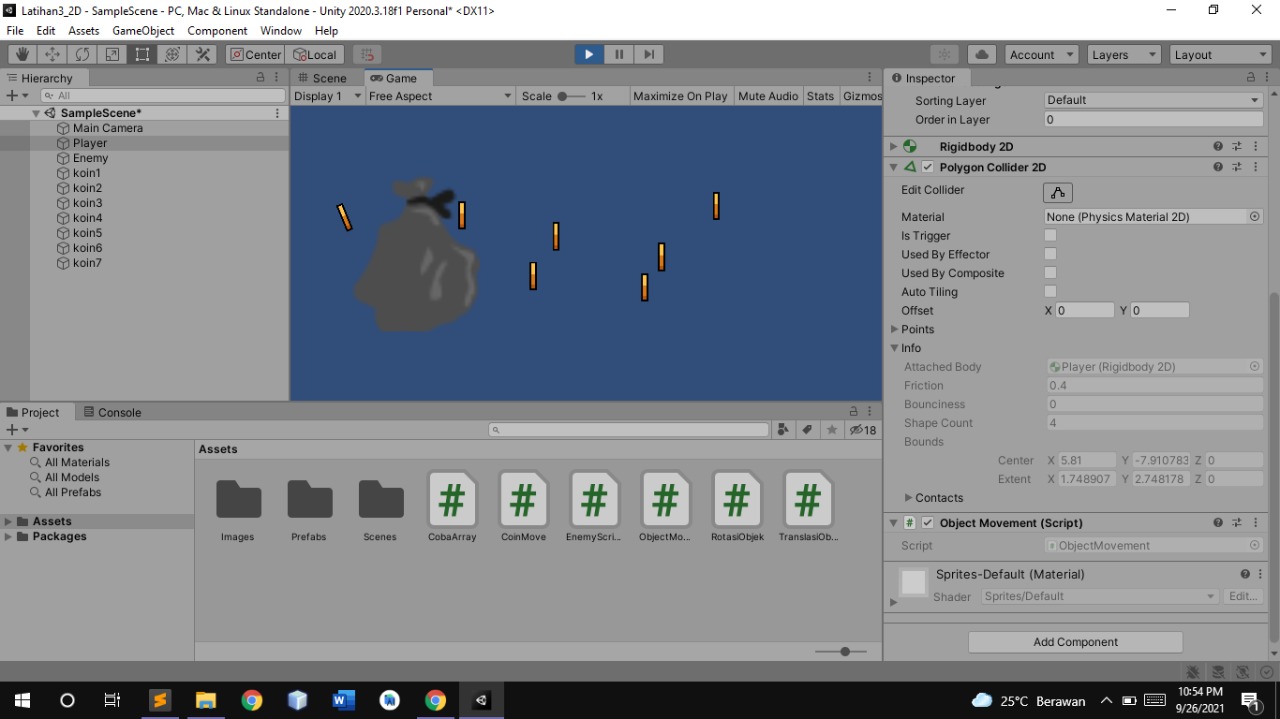 Latihan3_2D - SampleScene - PC, Mac & Linux Standalone - Unity 2020.3.18f1 Personal* <DX11>
File Edit Assets GameObject Component Window Help
Center Local Account Layers Layout
Hierarchy
All
SampleScene*
Main Camera
Player
Enemy
koin1
koin2
koin3
koin4
koin5
koin6
koin7
Scene Game
Display 1 Free Aspect Scale 1x Maximize On Play Mute Audio Stats Gizmos
Inspector
Sorting Layer Default
Order in Layer 0
Rigidbody 2D
Polygon Collider 2D
Edit Collider
Material None (Physics Material 2D)
Is Trigger
Used By Effector
Used By Composite
Auto Tiling
Offset X 0 Y 0
Points
Info
Attached Body Player (Rigidbody 2D)
Friction 0.4
Bounciness 0
Shape Count 4
Bounds
Center X 5.81 Y -7.910783 Z 0
Extent X 1.748907 Y 2.748178 Z 0
Contacts
Object Movement (Script)
Script ObjectMovement
Sprites-Default (Material)
Shader Sprites/Default Edit...
Add Component
Project Console
18
Favorites
All Materials
All Models
All Prefabs
Assets
Packages
Assets
Images Prefabs Scenes CobaArray CoinMove EnemyScri... ObjectMo... RotasiObjek TranslasiOb...
25°C Berawan
10:54 PM
9/26/2021
1